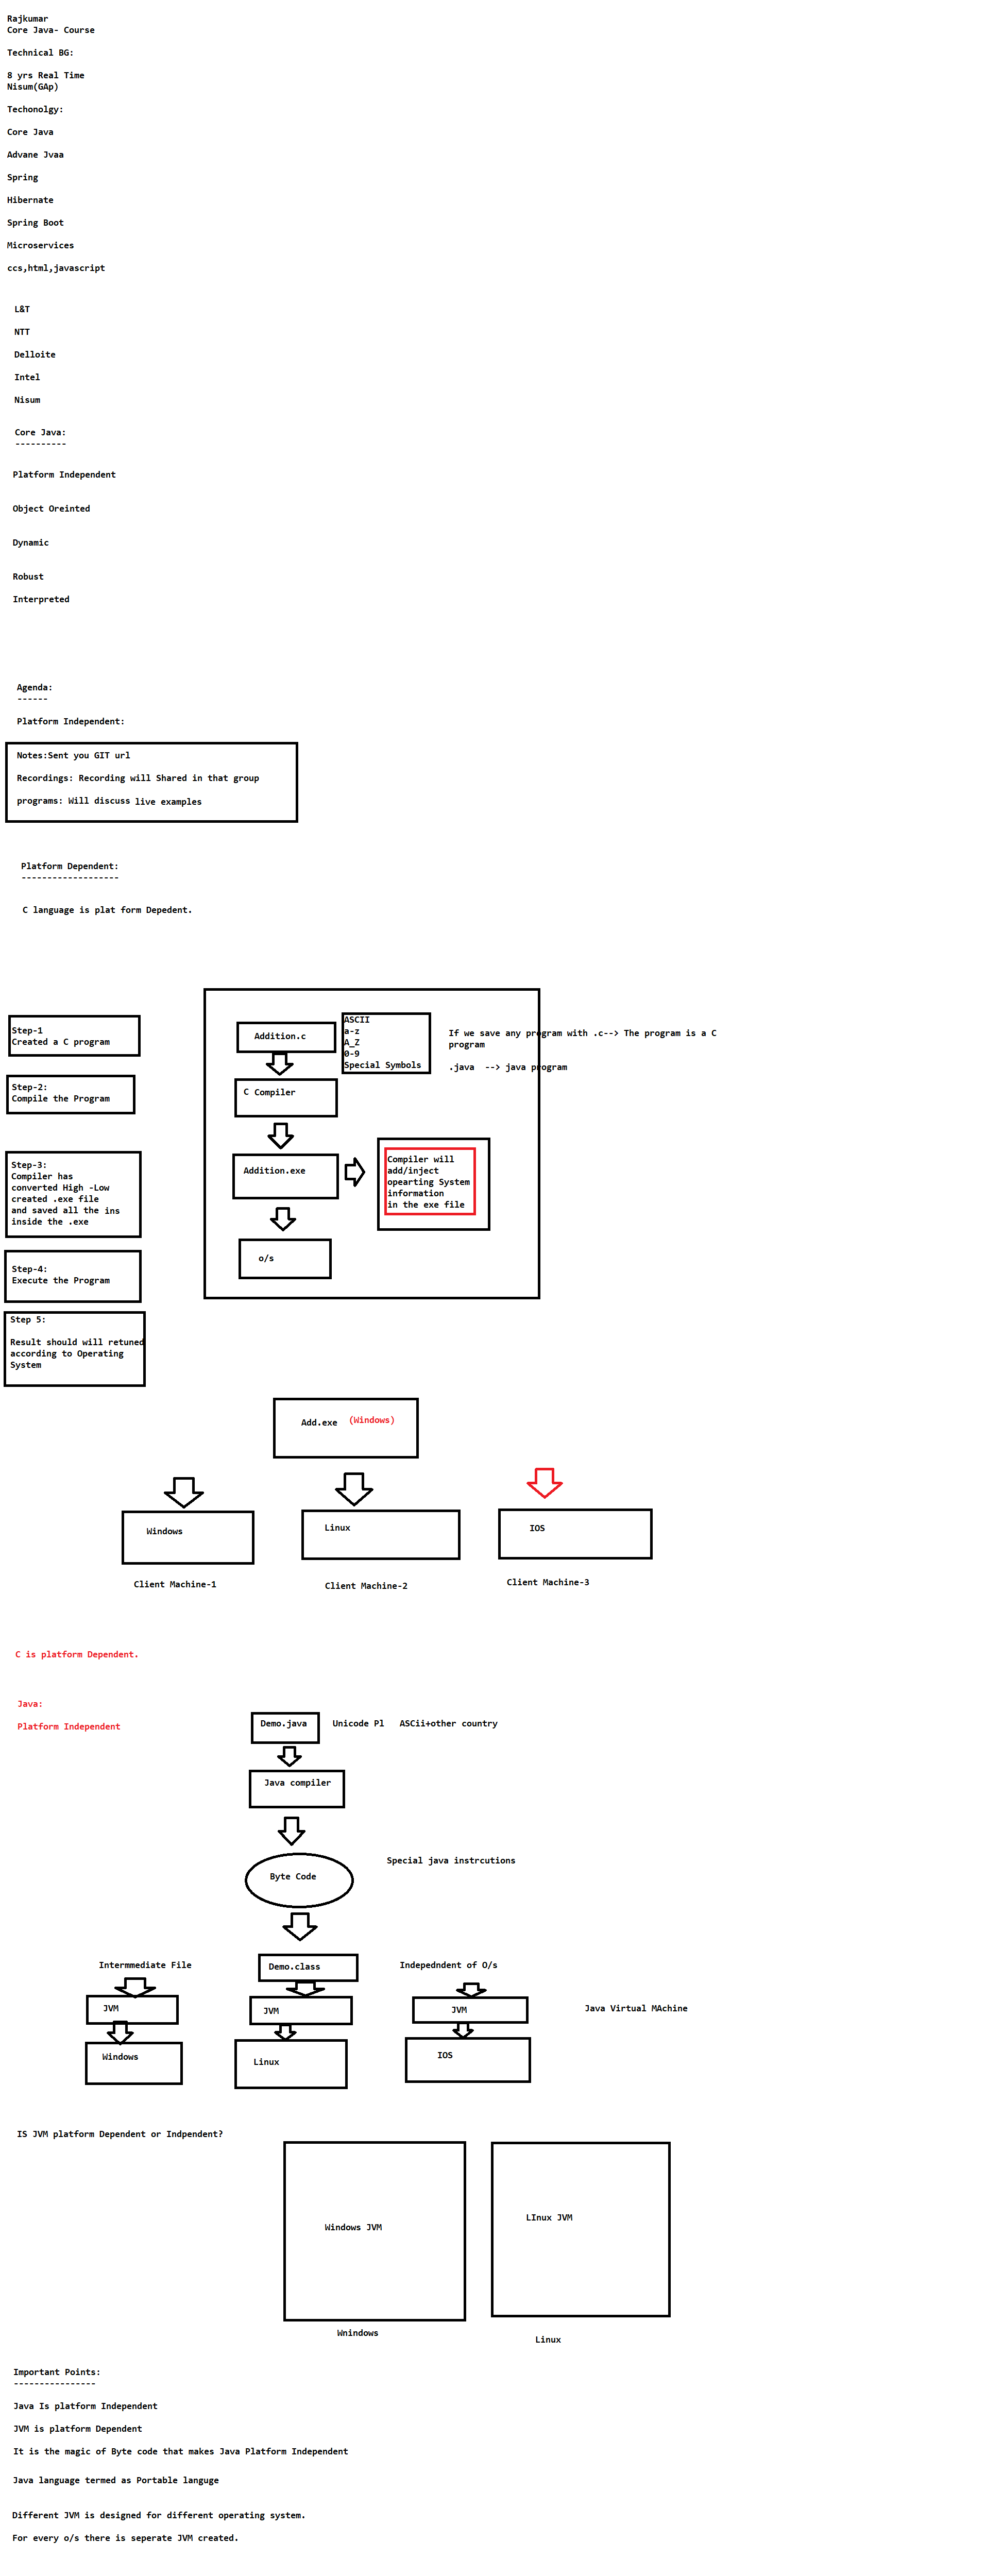 Rajkumar
Core Java- Course
Technical BG:
8 yrs Real Time
Nisum(GAp)
Techonolgy:
Core Java
Advane Jvaa
Spring
Hibernate
Spring Boot
Microservices
ccs,html,javascript
L&T
NTT
Delloite
Intel
Nisum
Core Java:
----------
Platform Independent
Object Oreinted
Dynamic
Robust
Interpreted
Agenda:
------
Platform Independent:
Notes:Sent you GIT url
Recordings: Recording will Shared in that group
programs: Will discuss live examples
Platform Dependent:
-------------------
C language is plat form Depedent.
Step-1
Created a C program
Step-2:
Compile the Program
Step-3:
Compiler has
converted High -Low
created .exe file
and saved all the ins
inside the .exe
Step-4:
Execute the Program
Step 5:
Result should will retuned
according to Operating
System
Addition.c
ASCII
a-z
A_Z
0-9
Special Symbols
If we save any program with .c--> The program is a C
program
.java  --> java program
C Compiler
Addition.exe
Compiler will
add/inject
opearting System
information
in the exe file
o/s
Add.exe (Windows)
Windows
Linux
IOS
Client Machine-1
Client Machine-2
Client Machine-3
C is platform Dependent.
Java:
Platform Independent
Demo.java
Unicode Pl   ASCii+other country
Java compiler
Byte Code
Special java instrcutions
Intermmediate File
Demo.class
Indepedndent of O/s
JVM
JVM
JVM
Java Virtual MAchine
Windows
Linux
IOS
IS JVM platform Dependent or Indpendent?
Windows JVM
LInux JVM
Wnindows
Linux
Important Points:
----------------
Java Is platform Independent
JVM is platform Dependent
It is the magic of Byte code that makes Java Platform Independent
Java language termed as Portable languge
Different JVM is designed for different operating system.
For every o/s there is seperate JVM created.